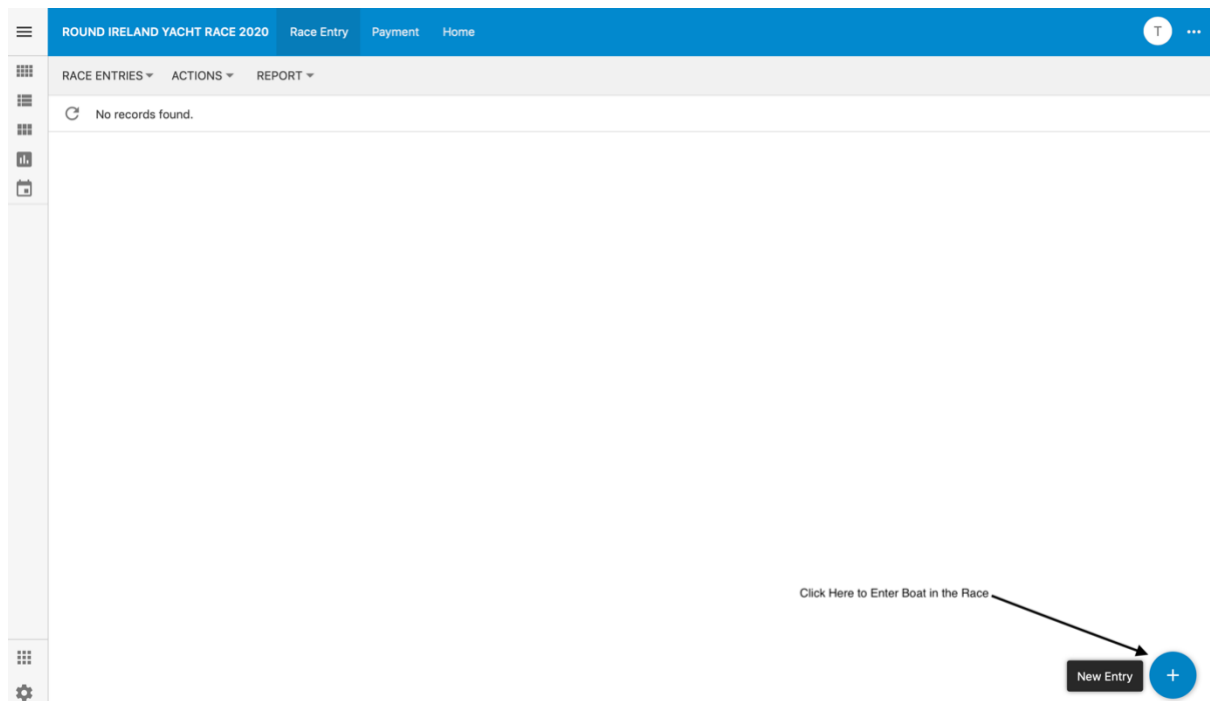 ROUND IRELAND YACHT RACE 2020 Race Entry Payment Home T
RACE ENTRIES ACTIONS REPORT
No records found.
Click Here to Enter Boat in the Race
New Entry